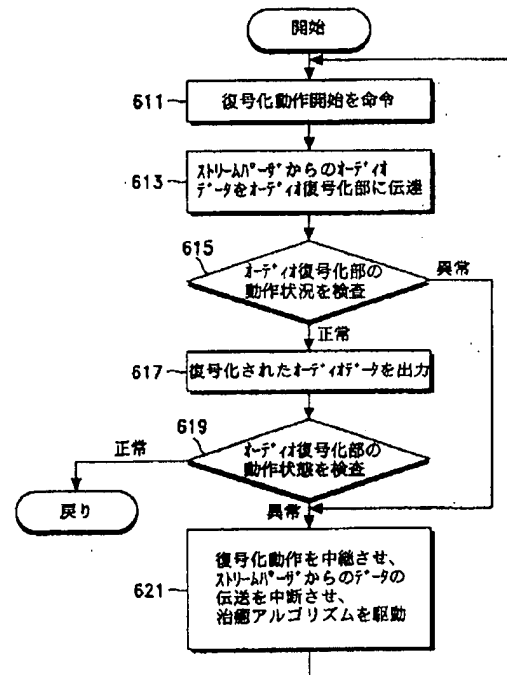 開始
611
復号化動作開始を命令
613
ｽﾄﾘｰﾑﾊﾟｰｻﾞからのｵｰﾃﾞｨｵ
ﾃﾞｰﾀをｵｰﾃﾞｨｵ復号化部に伝達
615
ｵｰﾃﾞｨｵ復号化部の
動作状況を検査
異常
正常
617
復号化されたｵｰﾃﾞｨｵﾃﾞｰﾀを出力
619
ｵｰﾃﾞｨｵ復号化部の
動作状態を検査
正常
戻り
異常
621
復号化動作を中継させ、
ｽﾄﾘｰﾑﾊﾟｰｻﾞからのﾃﾞｰﾀの
伝送を中断させ、
治癒アルゴリズムを駆動